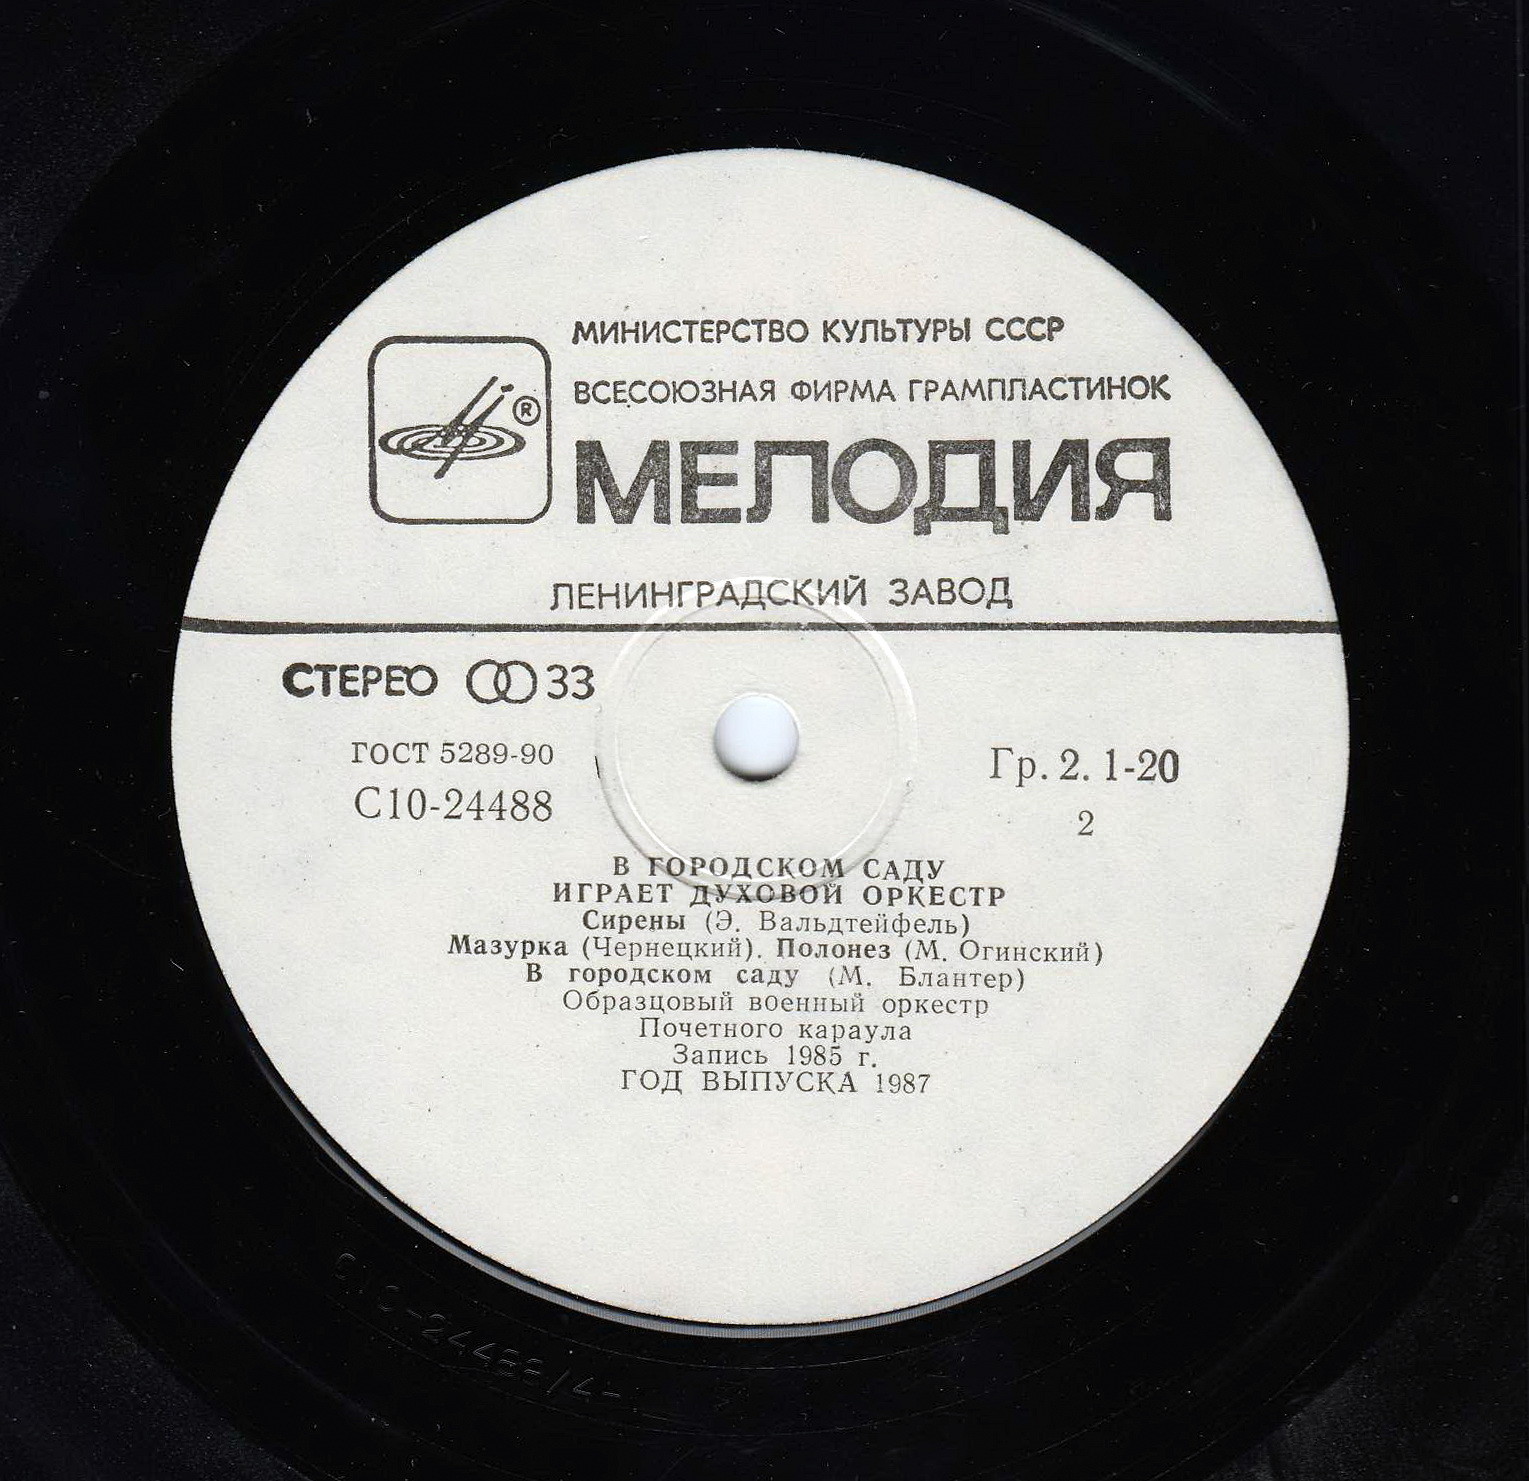 МИНИСТЕРСТВО КУЛЬТУРЫ СССР
ВСЕСОЮЗНАЯ ФИРМА ГРАМПЛАСТИНОК
®
МЕЛОДИЯ
ЛЕНИНГРАДСКИЙ ЗАВОД
СТЕРЕО 33
ГОСТ 5289-90
С10-24488
Гр. 2. 1-20
2
В ГОРОДСКОМ САДУ
ИГРАЕТ ДУХОВОЙ ОРКЕСТР
Сирены (Э. Вальдтейфель)
Мазурка (Чернецкий). Полонез (М. Огинский)
В городском саду (М. Блантер)
Образцовый военный оркестр
Почетного караула
Запись 1985 г.
ГОД ВЫПУСКА 1987